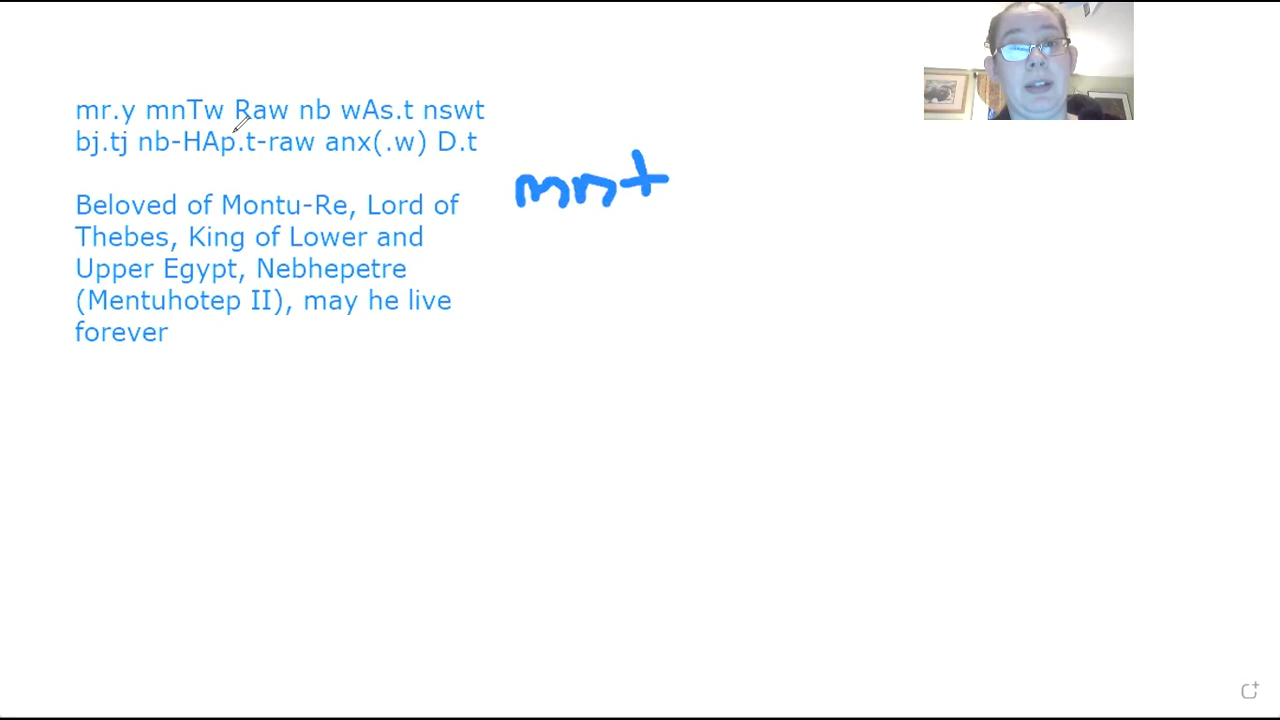 mr.y mnTw Raw nb wAs.t nswt
bj.tj nb-HAp.t-raw anx(.w) D.t
mnt
Beloved of Montu-Re, Lord of
Thebes, King of Lower and
Upper Egypt, Nebhepetre
(Mentuhotep II), may he live
forever